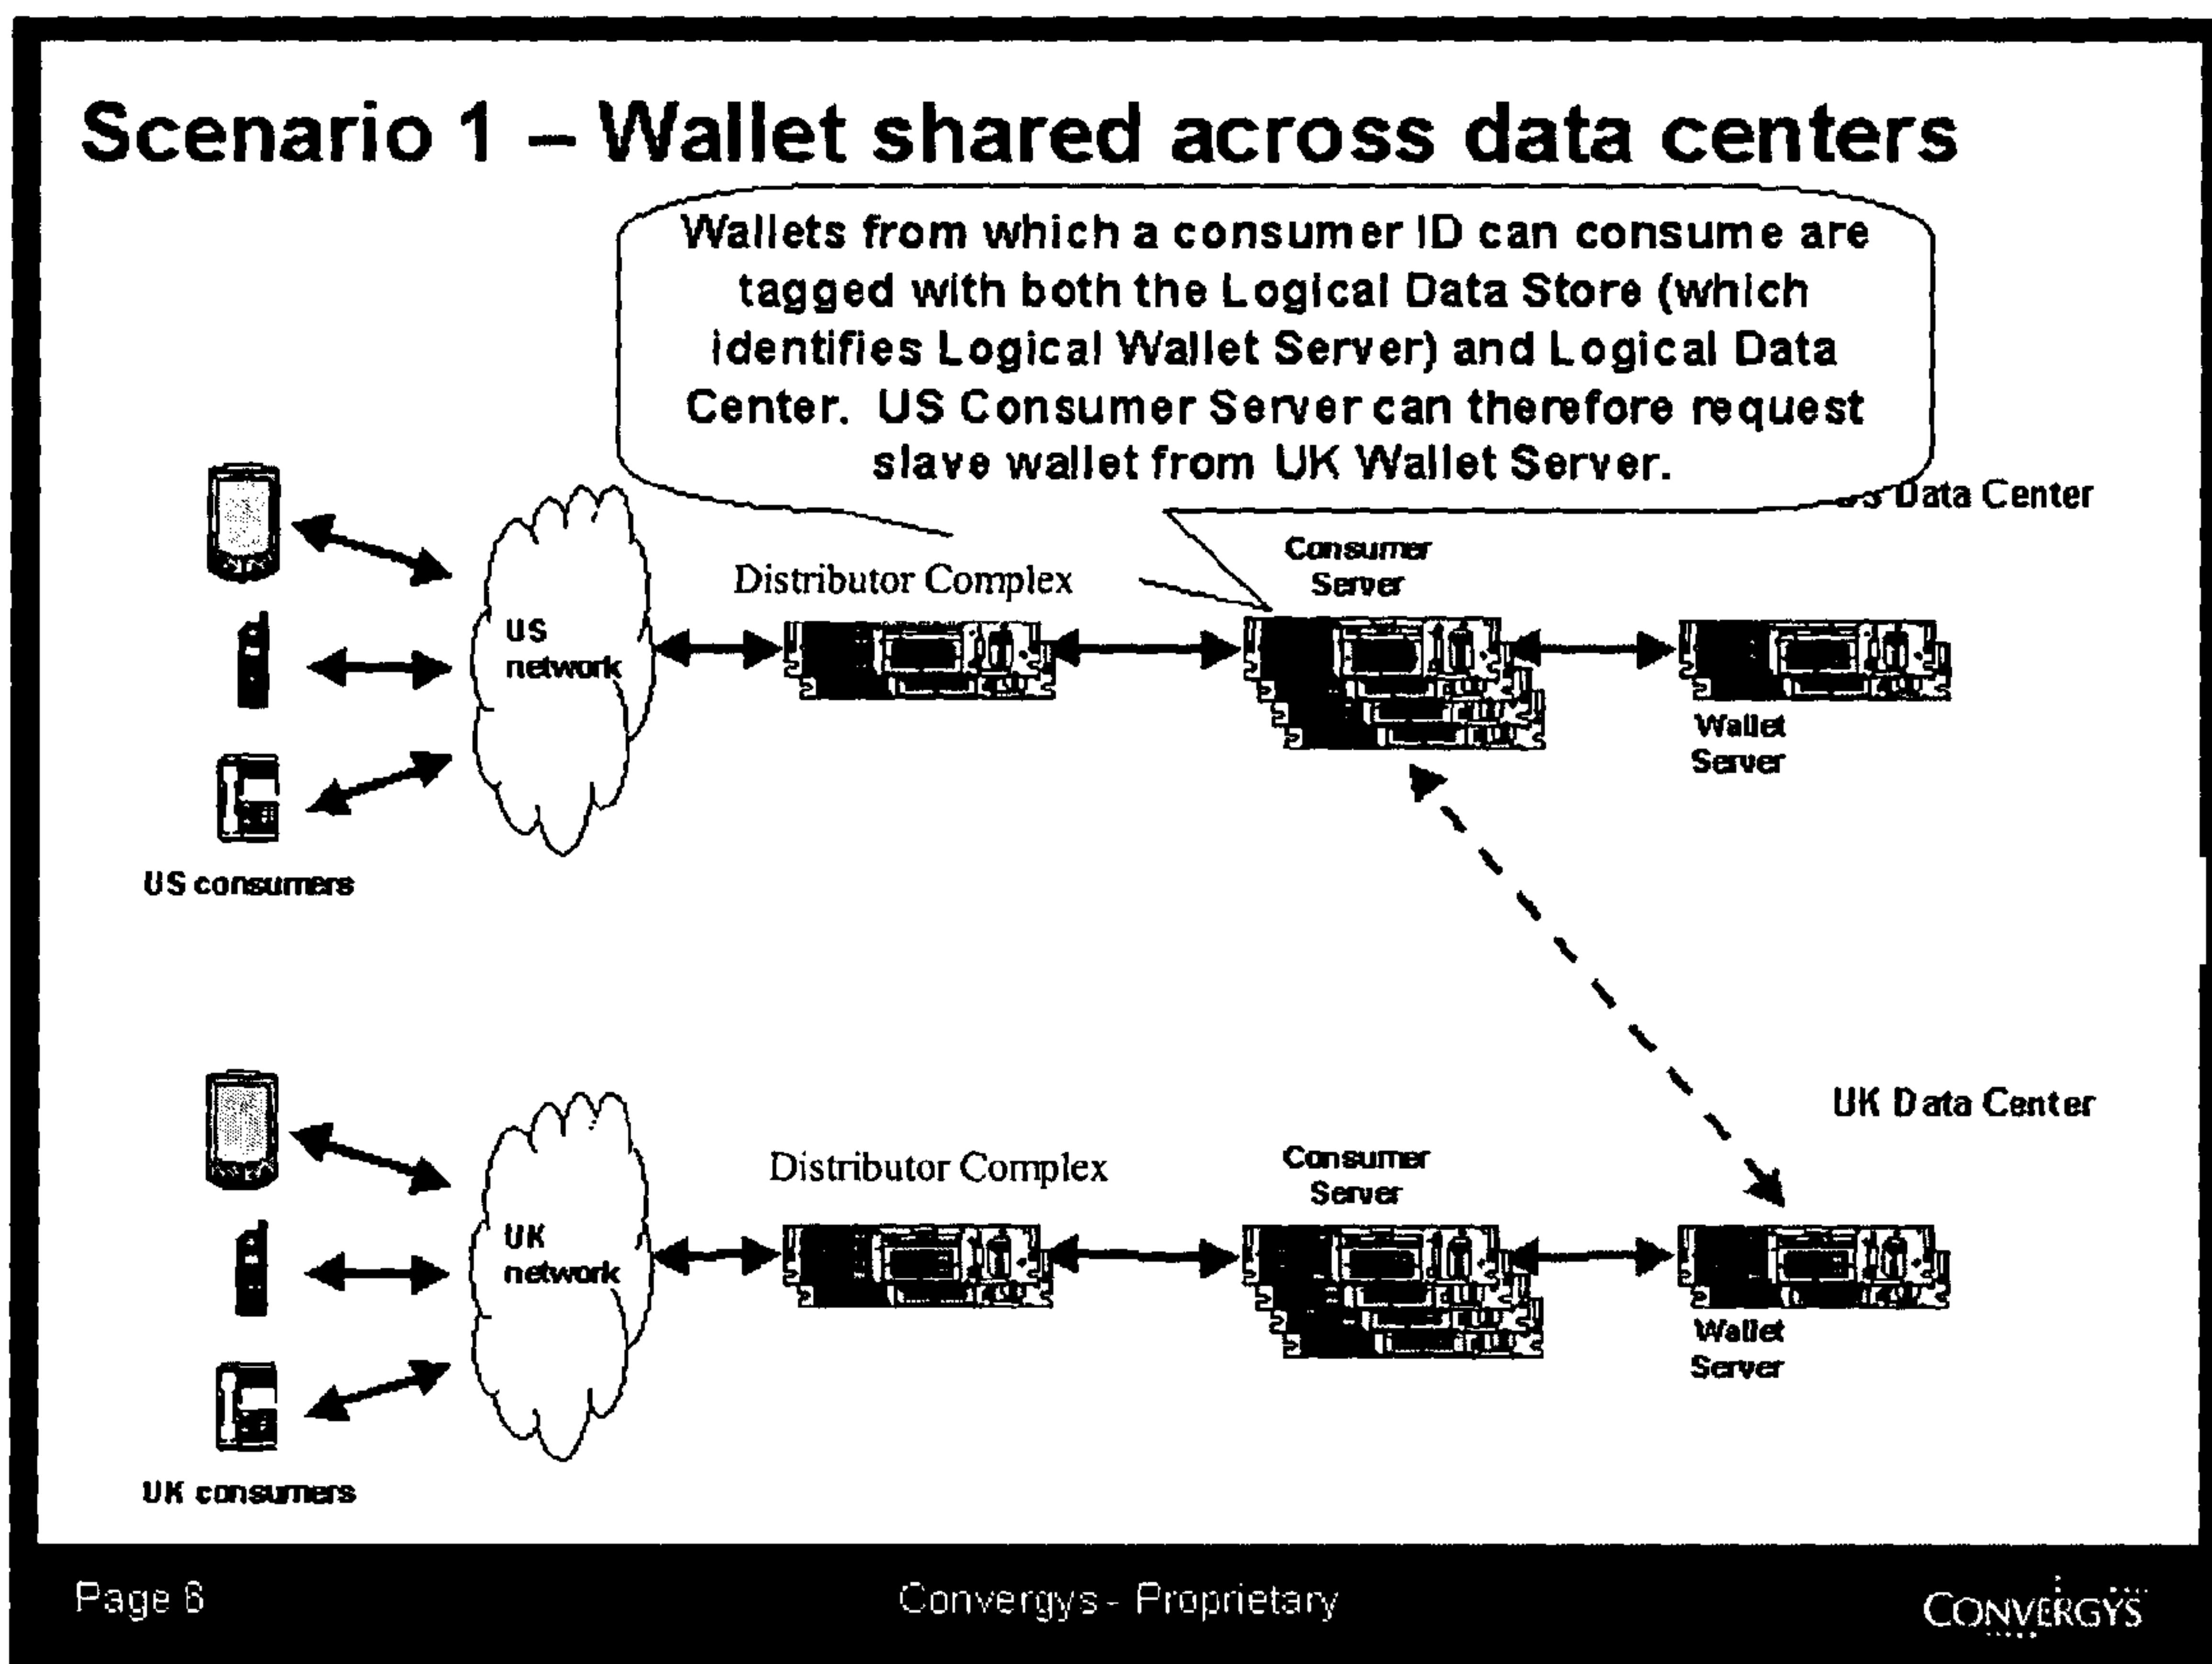 Scenario 1 – Wallet shared across data centers
Wallets from which a consumer ID can consume are
tagged with both the Logical Data Store (which
identifies Logical Wallet Server) and Logical Data
Center. US Consumer Server can therefore request
slave wallet from UK Wallet Server.
Data Center
Consumer
Server
Distributor Complex
US
network
Wallet
Server
US consumers
UK Data Center
Consumer
Server
Distributor Complex
UK
network
Wallet
Server
UK consumers
Page 6
Convergys - Proprietary
CONVERGYS